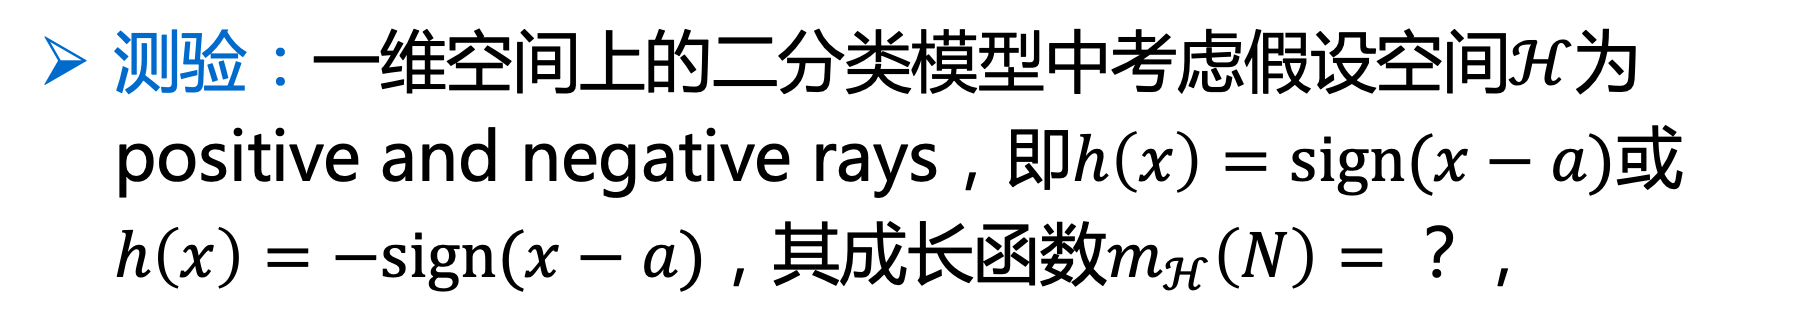 ➢ 测验：一维空间上的二分类模型中考虑假设空间ℋ为
positive and negative rays，即h(x) = sign(x − a)或
h(x) = −sign(x − a)，其成长函数mℋ(N) = ？，